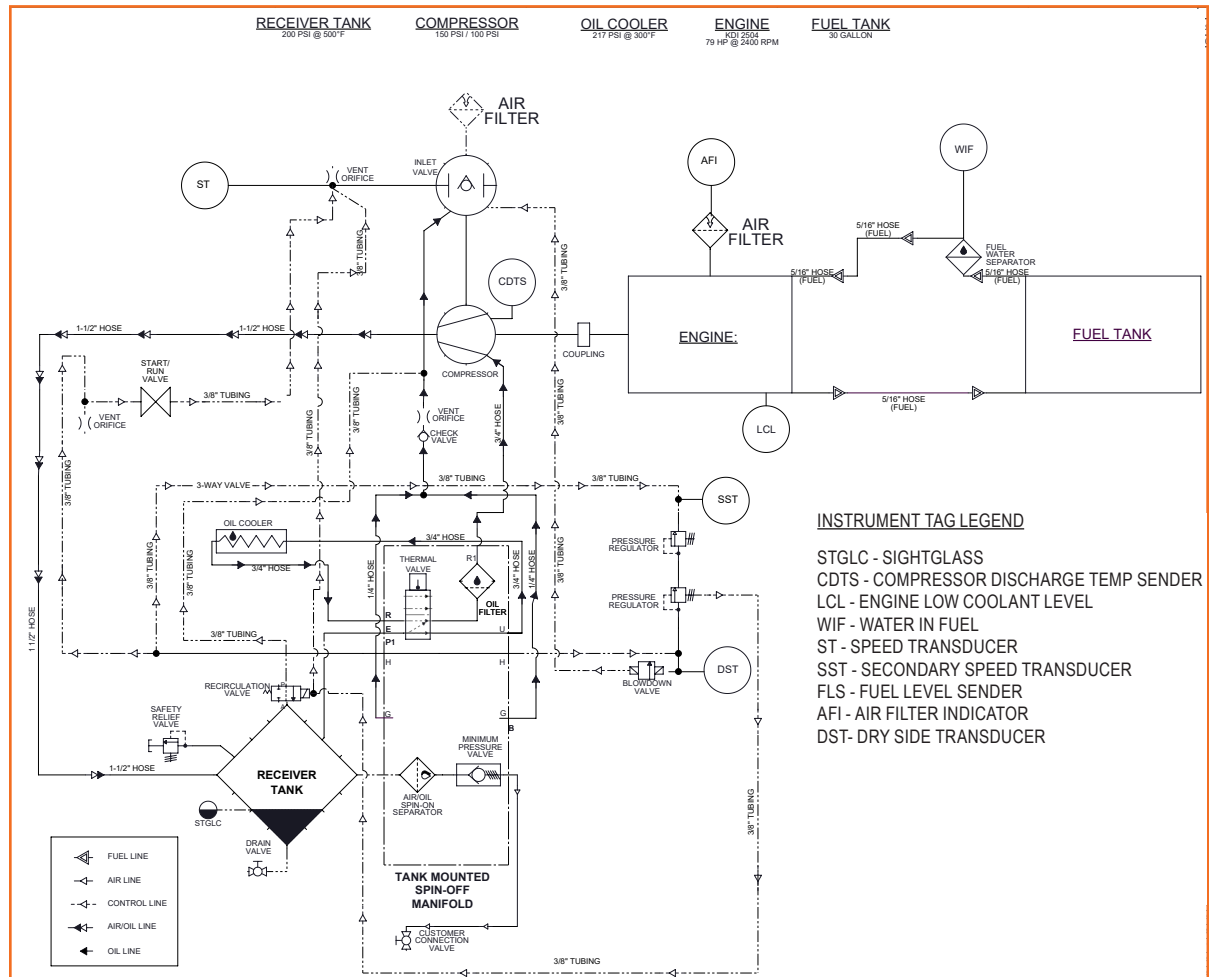 RECEIVER TANK
200 PSI @ 500°F
COMPRESSOR
150 PSI / 100 PSI
OIL COOLER
217 PSI @ 300°F
ENGINE
KDI 2504
79 HP @ 2400 RPM
FUEL TANK
30 GALLON
AIR
FILTER
ST
VENT
ORIFICE
INLET
VALVE
AFI
WIF
AIR
FILTER
5/16" HOSE
(FUEL)
FUEL
WATER
SEPARATOR
5/16" HOSE
(FUEL)
5/16" HOSE
(FUEL)
3/8" TUBING
3/8" TUBING
CDTS
1-1/2" HOSE
1-1/2" HOSE
COMPRESSOR
COUPLING
ENGINE:
FUEL TANK
START/
RUN
VALVE
3/8" TUBING
VENT
ORIFICE
3/8" TUBING
3/8" TUBING
VENT
ORIFICE
CHECK
VALVE
3/4" HOSE
5/16" HOSE
(FUEL)
LCL
3/8" TUBING
3-WAY VALVE
3/8" TUBING
3/8" TUBING
SST
OIL COOLER
3/4" HOSE
3/4" HOSE
THERMAL
VALVE
R1
OIL
FILTER
PRESSURE
REGULATOR
PRESSURE
REGULATOR
3/8" TUBING
3/8" TUBING
1/4" HOSE
3/4" HOSE
1/4" HOSE
3/8" TUBING
R
E
P1
U
H
H
G
G
B
1 1/2" HOSE
3/8" TUBING
RECIRCULATION
VALVE
B
A
BLOWDOWN
VALVE
DST
SAFETY
RELIEF
VALVE
1-1/2" HOSE
RECEIVER
TANK
MINIMUM
PRESSURE
VALVE
AIR/OIL
SPIN-ON
SEPARATOR
STGLC
DRAIN
VALVE
TANK MOUNTED
SPIN-OFF
MANIFOLD
CUSTOMER
CONNECTION
VALVE
3/8" TUBING
3/8" TUBING
INSTRUMENT TAG LEGEND
STGLC - SIGHTGLASS
CDTS - COMPRESSOR DISCHARGE TEMP SENDER
LCL - ENGINE LOW COOLANT LEVEL
WIF - WATER IN FUEL
ST - SPEED TRANSDUCER
SST - SECONDARY SPEED TRANSDUCER
FLS - FUEL LEVEL SENDER
AFI - AIR FILTER INDICATOR
DST- DRY SIDE TRANSDUCER
FUEL LINE
AIR LINE
CONTROL LINE
AIR/OIL LINE
OIL LINE